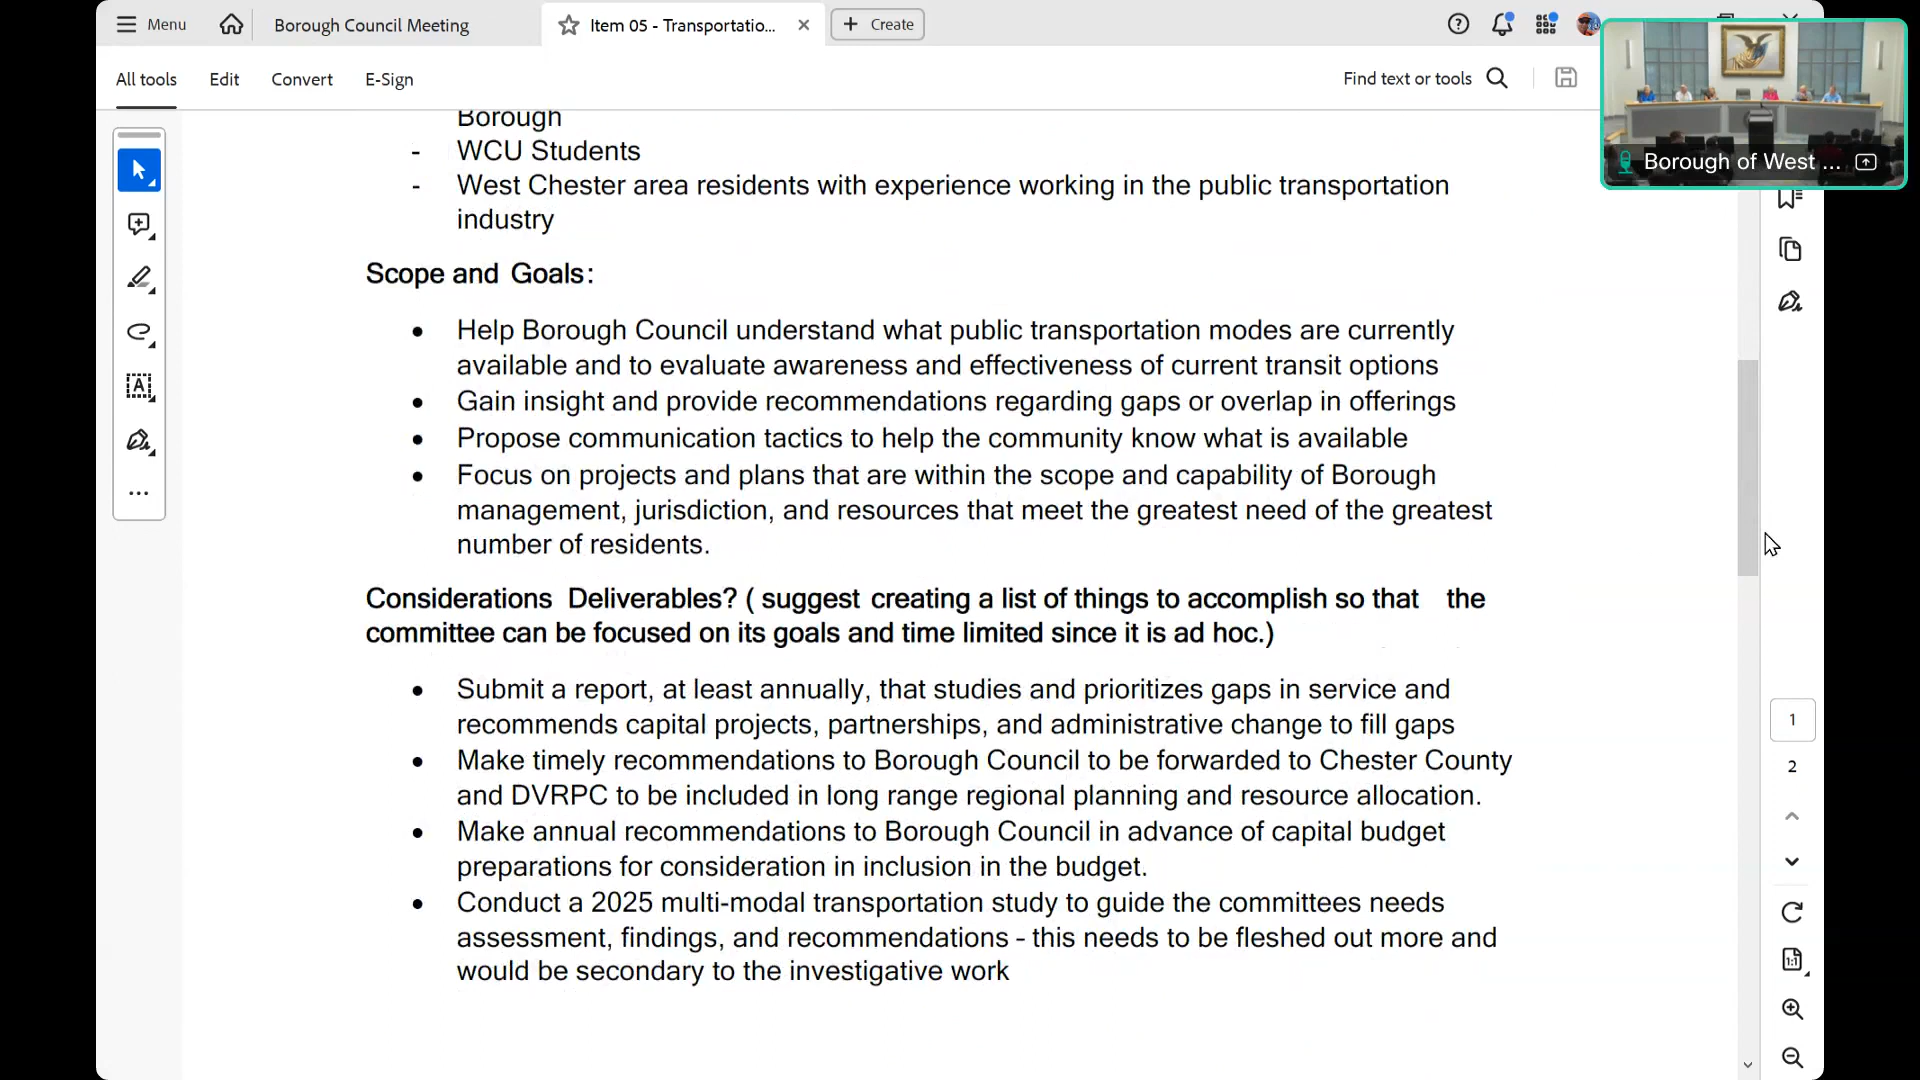 Menu
Borough Council Meeting
Item 05 - Transportatio...
Create
All tools
Edit
Convert
E-Sign
Find text or tools
Borough of West ...
Borough
- WCU Students
- West Chester area residents with experience working in the public transportation
industry
Scope and Goals:
• Help Borough Council understand what public transportation modes are currently
available and to evaluate awareness and effectiveness of current transit options
• Gain insight and provide recommendations regarding gaps or overlap in offerings
• Propose communication tactics to help the community know what is available
• Focus on projects and plans that are within the scope and capability of Borough
management, jurisdiction, and resources that meet the greatest need of the greatest
number of residents.
Considerations Deliverables? ( suggest creating a list of things to accomplish so that the
committee can be focused on its goals and time limited since it is ad hoc.)
• Submit a report, at least annually, that studies and prioritizes gaps in service and
recommends capital projects, partnerships, and administrative change to fill gaps
• Make timely recommendations to Borough Council to be forwarded to Chester County
and DVRPC to be included in long range regional planning and resource allocation.
• Make annual recommendations to Borough Council in advance of capital budget
preparations for consideration in inclusion in the budget.
• Conduct a 2025 multi-modal transportation study to guide the committees needs
assessment, findings, and recommendations - this needs to be fleshed out more and
would be secondary to the investigative work
1
2
1:1